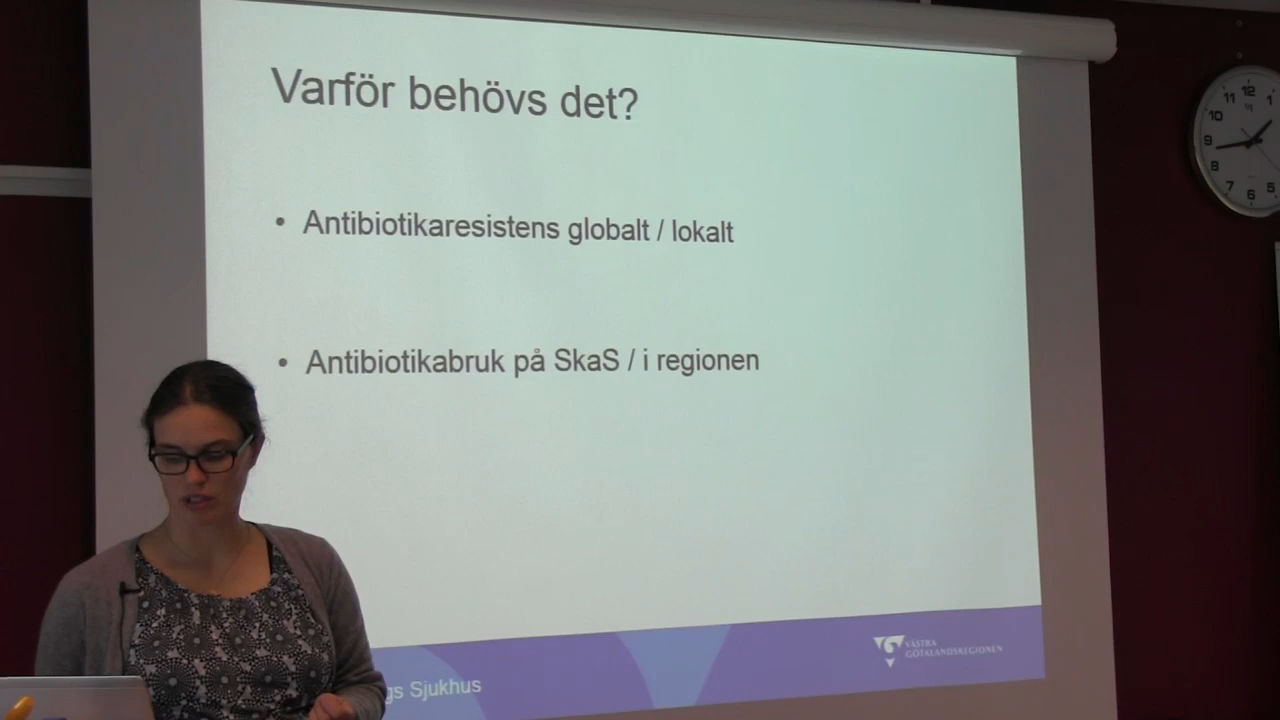 Varför behövs det?
• Antibiotikaresistens globalt / lokalt
• Antibiotikabruk på SkaS / i regionen
VÄSTRA
GÖTALANDSREGIONEN
gs Sjukhus
11 12 1
10
9
8
7 6 5